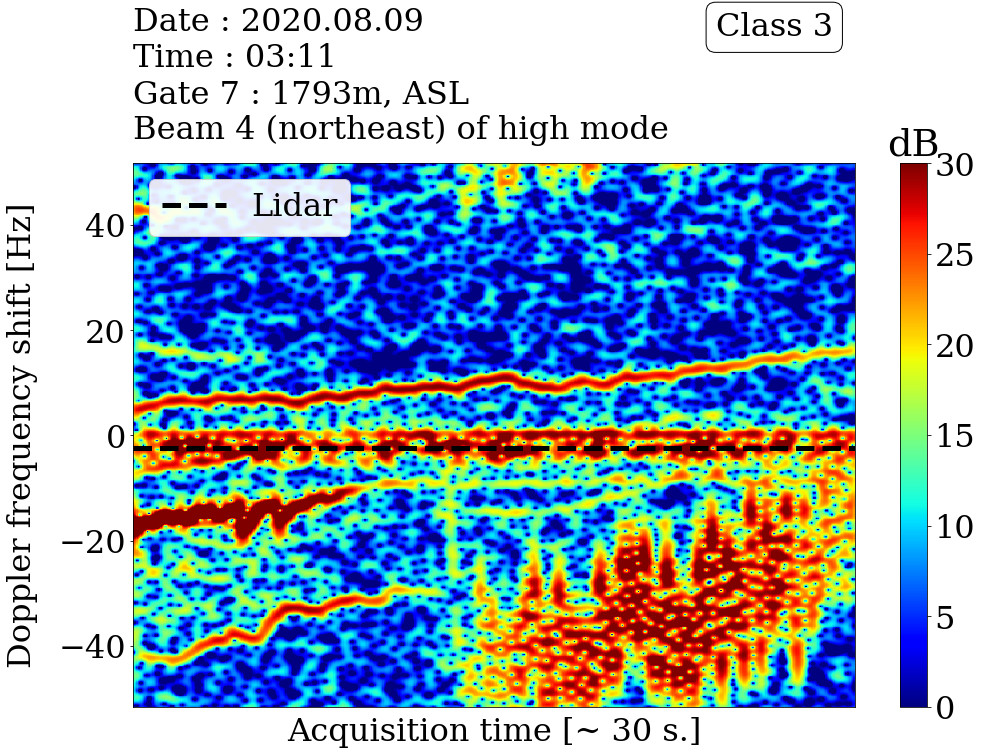 Date : 2020.08.09
Time : 03:11
Gate 7 : 1793m, ASL
Beam 4 (northeast) of high mode
Class 3
dB
Lidar
Doppler frequency shift [Hz]
40
20
0
−20
−40
30
25
20
15
10
5
0
Acquisition time [~ 30 s.]